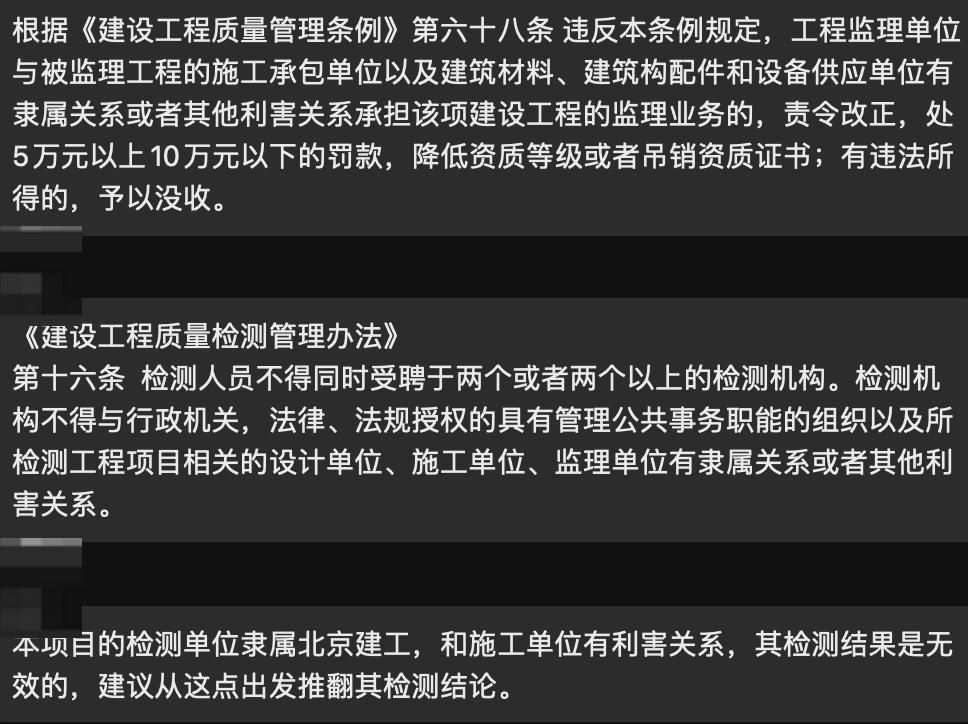 根据《建设工程质量管理条例》第六十八条 违反本条例规定，工程监理单位
与被监理工程的施工承包单位以及建筑材料、建筑构配件和设备供应单位有
隶属关系或者其他利害关系承担该项建设工程的监理业务的，责令改正，处
5万元以上10万元以下的罚款，降低资质等级或者吊销资质证书；有违法所
得的，予以没收。
《建设工程质量检测管理办法》
第十六条 检测人员不得同时受聘于两个或者两个以上的检测机构。检测机
构不得与行政机关，法律、法规授权的具有管理公共事务职能的组织以及所
检测工程项目相关的设计单位、施工单位、监理单位有隶属关系或者其他利
害关系。
本项目的检测单位隶属北京建工，和施工单位有利害关系，其检测结果是无
效的，建议从这点出发推翻其检测结论。